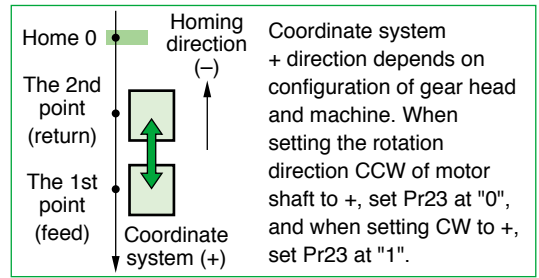 Home 0
The 2nd
point
(return)
The 1st
point
(feed)
Homing
direction
(–)
Coordinate
system (+)
Coordinate system
+ direction depends on
configuration of gear head
and machine. When
setting the rotation
direction CCW of motor
shaft to +, set Pr23 at "0",
and when setting CW to +,
set Pr23 at "1".